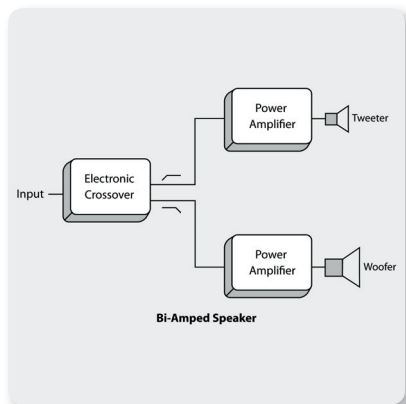 Power
Amplifier
Tweeter
Electronic
Crossover
Input
Power
Amplifier
Woofer
Bi-Amped Speaker